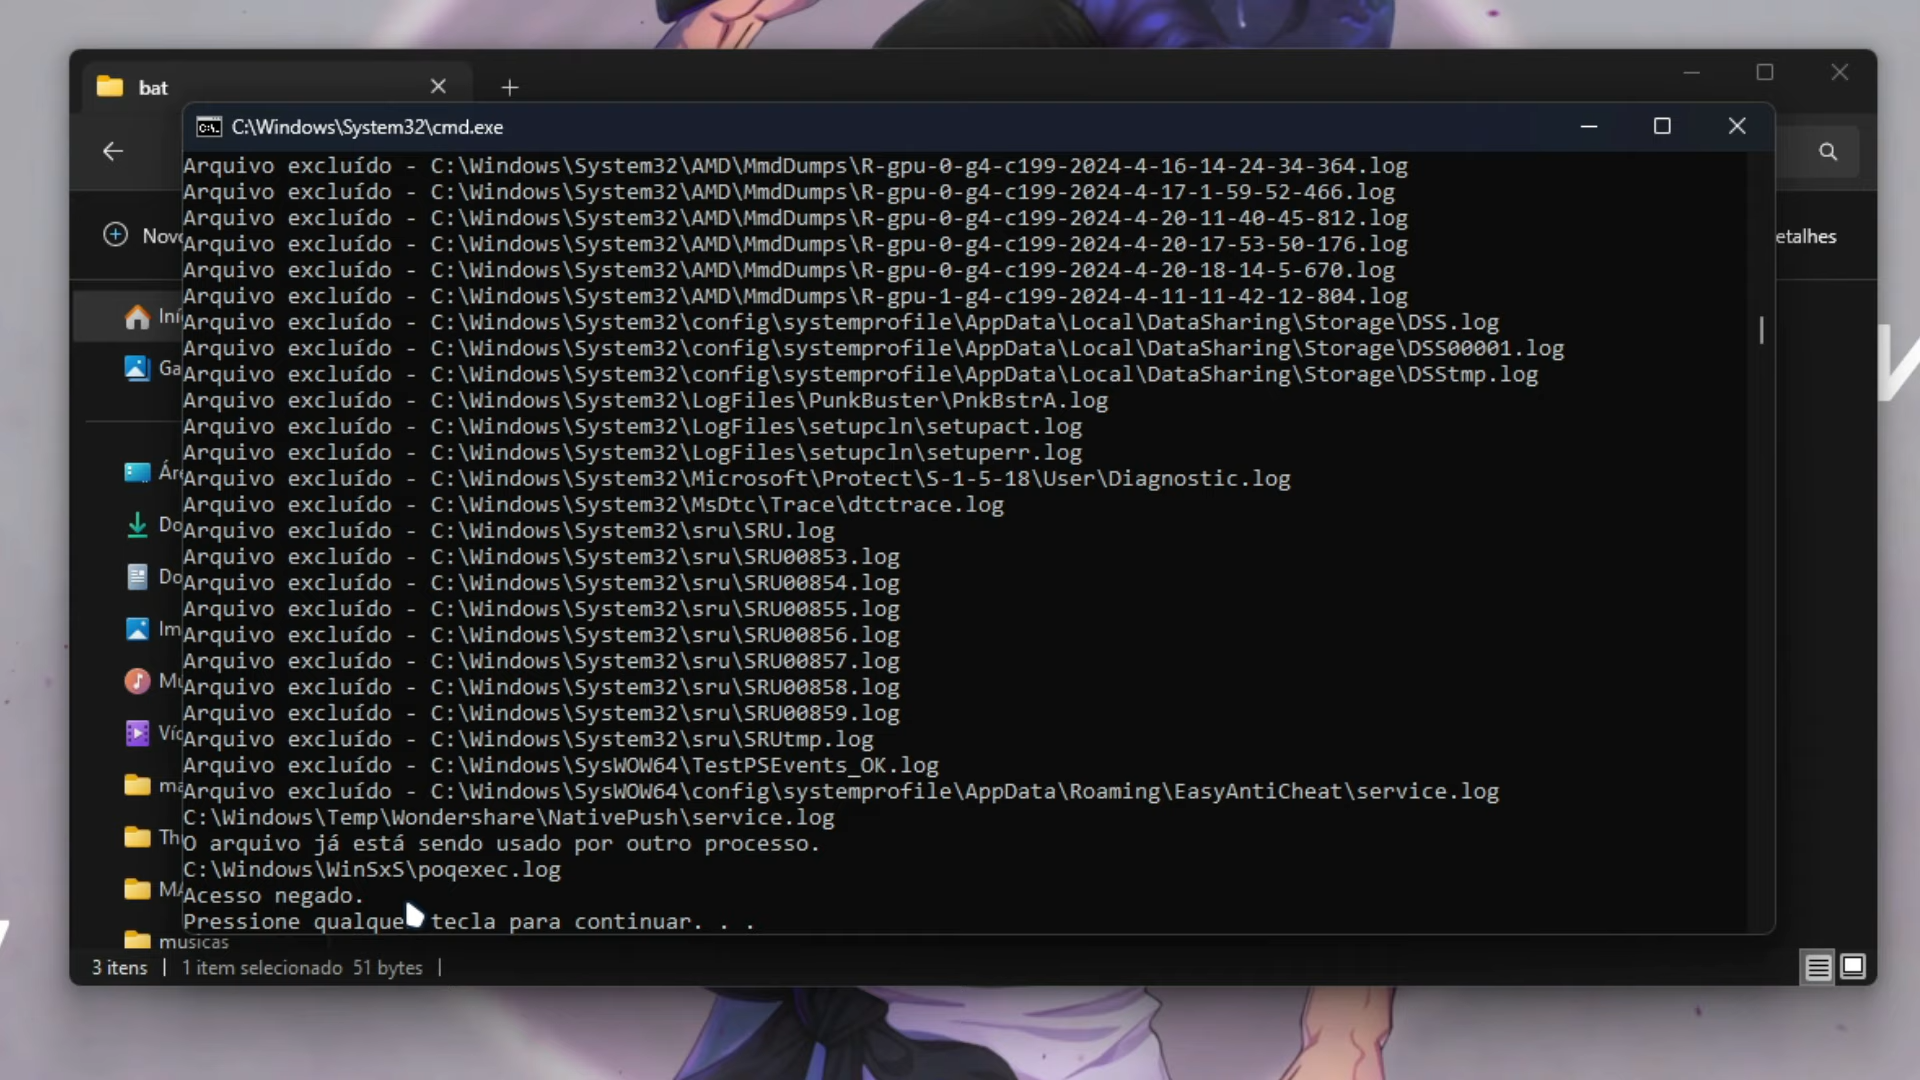 bat
C:\Windows\System32\cmd.exe
Arquivo excluído - C:\Windows\System32\AMD\MmdDumps\R-gpu-0-g4-c199-2024-4-16-14-24-34-364.log
Arquivo excluído - C:\Windows\System32\AMD\MmdDumps\R-gpu-0-g4-c199-2024-4-17-1-59-52-466.log
Arquivo excluído - C:\Windows\System32\AMD\MmdDumps\R-gpu-0-g4-c199-2024-4-20-11-40-45-812.log
Arquivo excluído - C:\Windows\System32\AMD\MmdDumps\R-gpu-0-g4-c199-2024-4-20-17-53-50-176.log
Arquivo excluído - C:\Windows\System32\AMD\MmdDumps\R-gpu-0-g4-c199-2024-4-20-18-14-5-670.log
Arquivo excluído - C:\Windows\System32\AMD\MmdDumps\R-gpu-1-g4-c199-2024-4-11-11-42-12-804.log
Arquivo excluído - C:\Windows\System32\config\systemprofile\AppData\Local\DataSharing\Storage\DSS.log
Arquivo excluído - C:\Windows\System32\config\systemprofile\AppData\Local\DataSharing\Storage\DSS00001.log
Arquivo excluído - C:\Windows\System32\config\systemprofile\AppData\Local\DataSharing\Storage\DSStmp.log
Arquivo excluído - C:\Windows\System32\LogFiles\PunkBuster\PnkBstrA.log
Arquivo excluído - C:\Windows\System32\LogFiles\setupcln\setupact.log
Arquivo excluído - C:\Windows\System32\LogFiles\setupcln\setuperr.log
Arquivo excluído - C:\Windows\System32\Microsoft\Protect\S-1-5-18\User\Diagnostic.log
Arquivo excluído - C:\Windows\System32\MsDtc\Trace\dtctrace.log
Arquivo excluído - C:\Windows\System32\sru\SRU.log
Arquivo excluído - C:\Windows\System32\sru\SRU00853.log
Arquivo excluído - C:\Windows\System32\sru\SRU00854.log
Arquivo excluído - C:\Windows\System32\sru\SRU00855.log
Arquivo excluído - C:\Windows\System32\sru\SRU00856.log
Arquivo excluído - C:\Windows\System32\sru\SRU00857.log
Arquivo excluído - C:\Windows\System32\sru\SRU00858.log
Arquivo excluído - C:\Windows\System32\sru\SRU00859.log
Arquivo excluído - C:\Windows\System32\sru\SRUtmp.log
Arquivo excluído - C:\Windows\SysWOW64\TestPSEvents_OK.log
Arquivo excluído - C:\Windows\SysWOW64\config\systemprofile\AppData\Roaming\EasyAntiCheat\service.log
C:\Windows\Temp\Wondershare\NativePush\service.log
O arquivo já está sendo usado por outro processo.
C:\Windows\WinSxS\poqexec.log
Acesso negado.
Pressione qualque tecla para continuar. . .
Novo
etalhes
musicas
3 itens
1 item selecionado 51 bytes